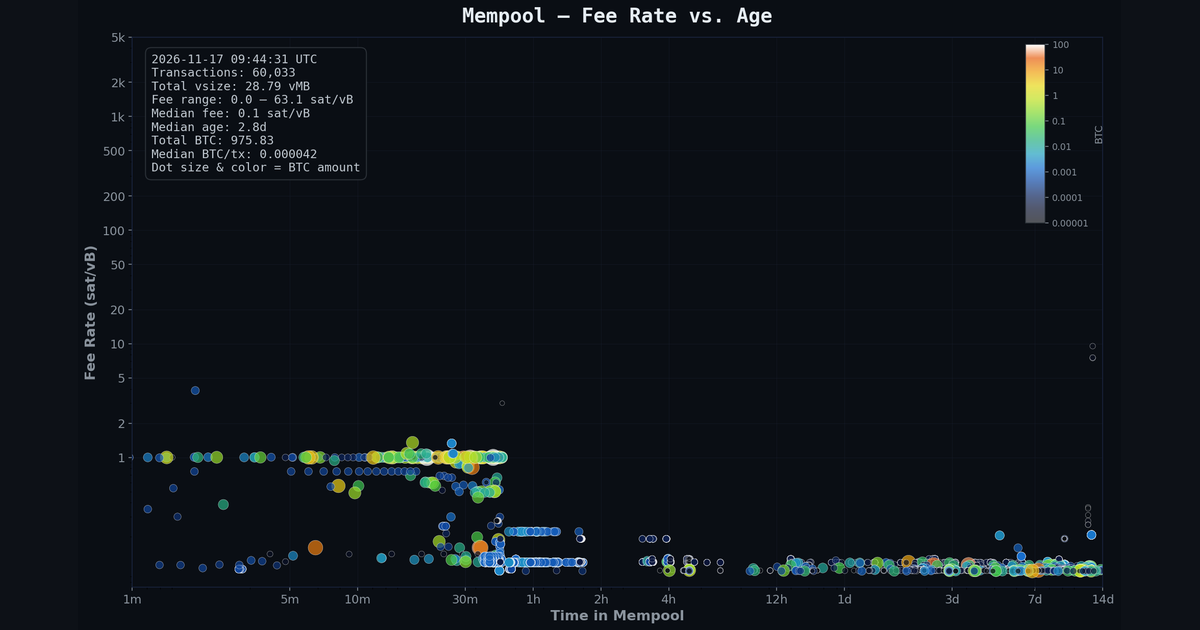 Mempool — Fee Rate vs. Age
2026-11-17 09:44:31 UTC
Transactions: 60,033
Total vsize: 28.79 vMB
Fee range: 0.0 — 63.1 sat/vB
Median fee: 0.1 sat/vB
Median age: 2.8d
Total BTC: 975.83
Median BTC/tx: 0.000042
Dot size & color = BTC amount
100
10
1
0.1
0.01
0.001
0.0001
0.00001
BTC
5k
2k
1k
500
200
100
50
20
10
5
2
1
Fee Rate (sat/vB)
1m 5m 10m 30m 1h 2h 4h 12h 1d 3d 7d 14d
Time in Mempool